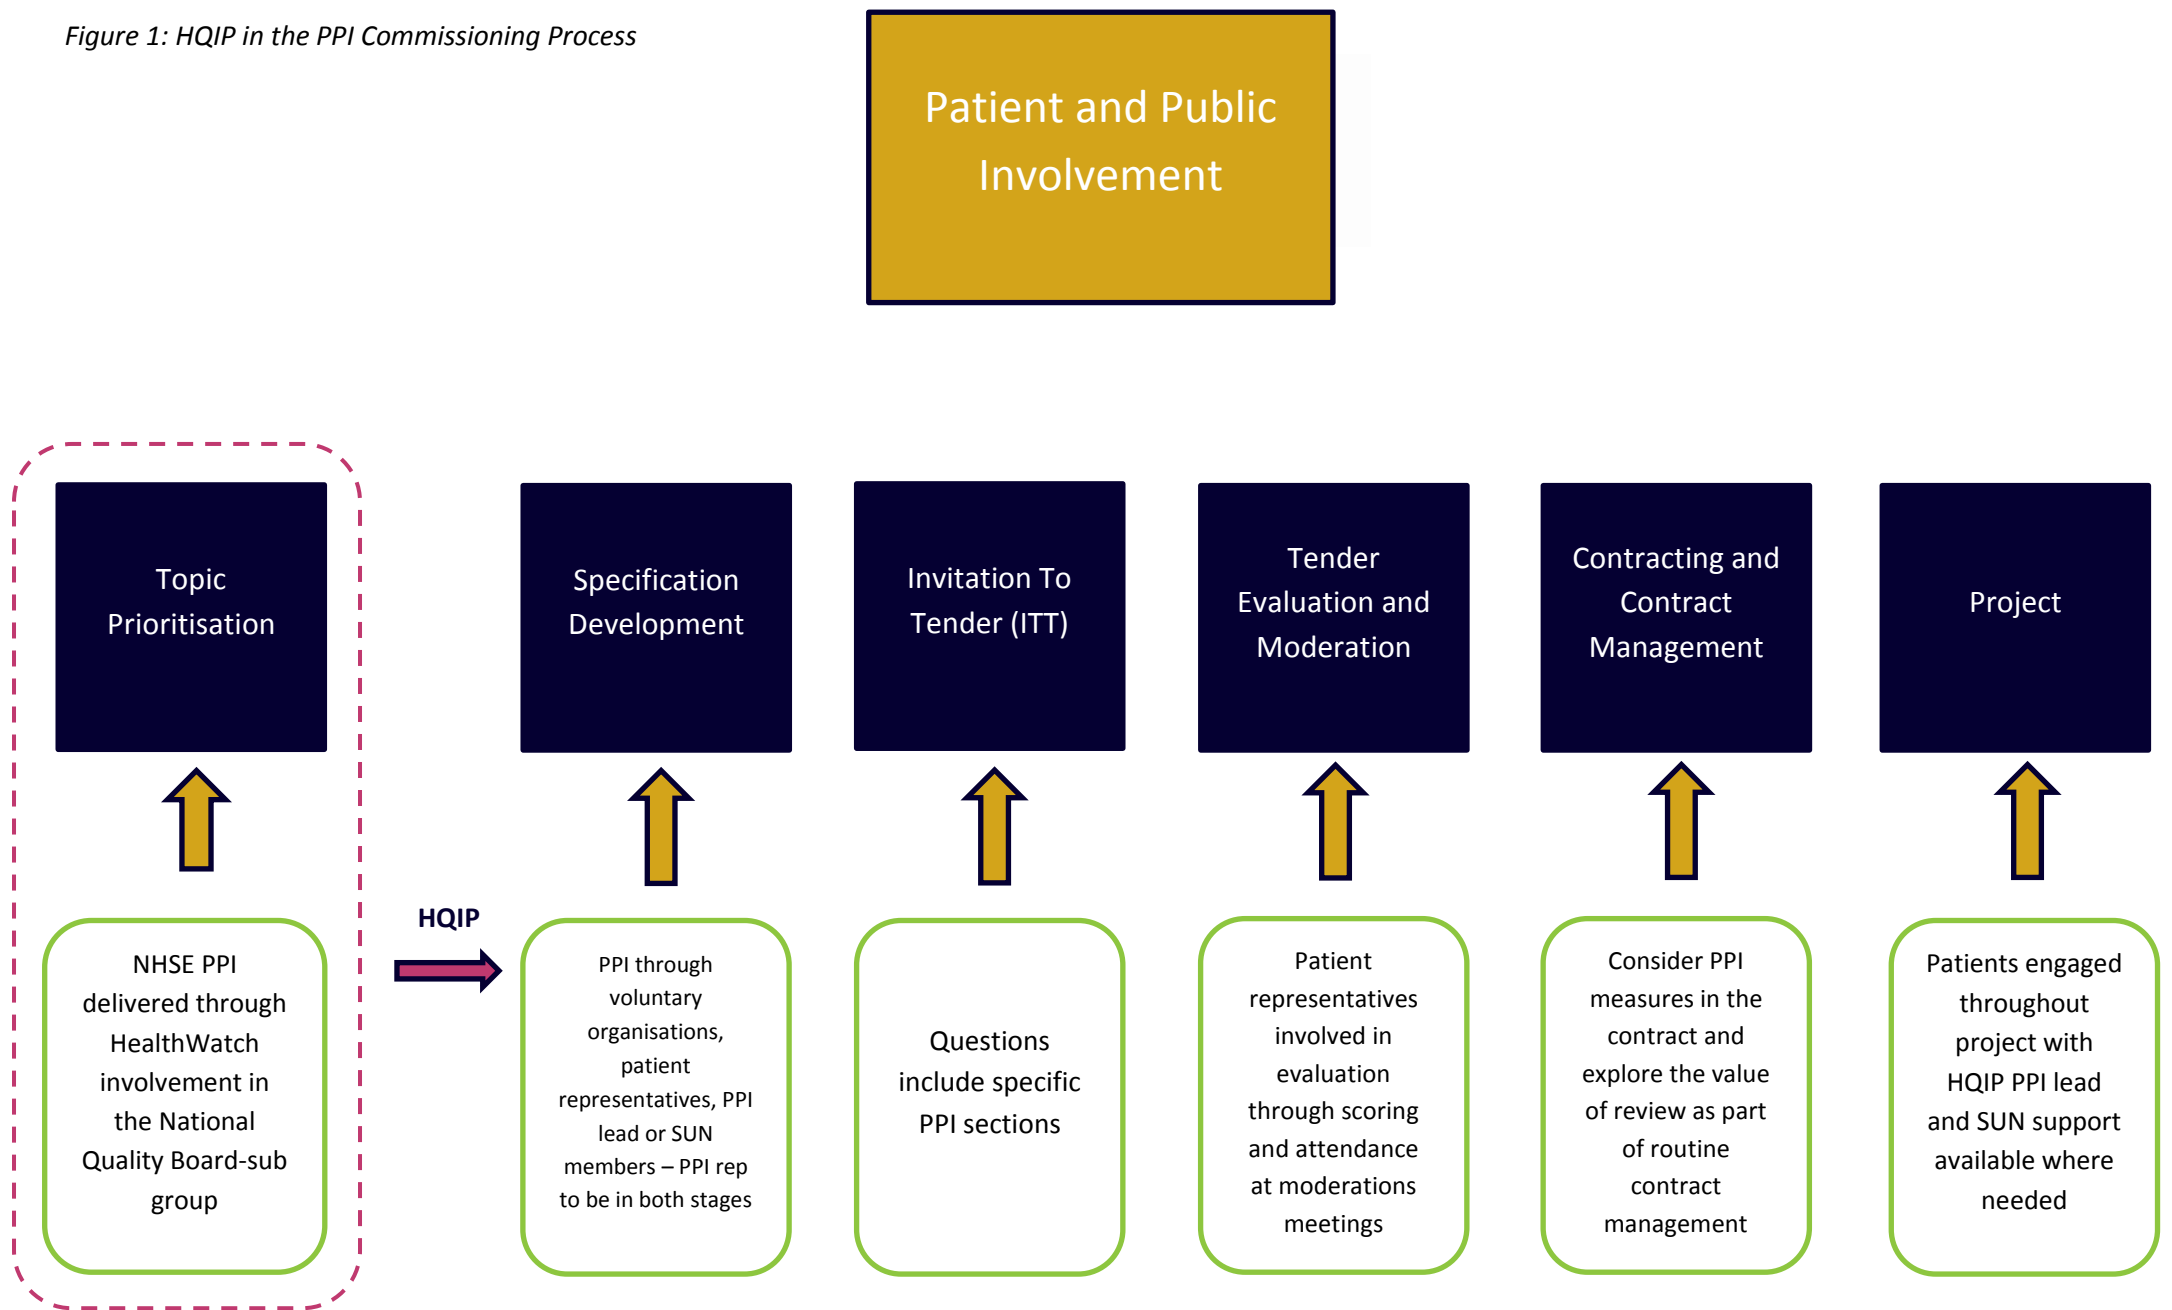 Figure 1: HQIP in the PPI Commissioning Process
Patient and Public
Involvement
Topic
Prioritisation
Specification
Development
Invitation To
Tender (ITT)
Tender
Evaluation and
Moderation
Contracting and
Contract
Management
Project
NHSE PPI
delivered through
HealthWatch
involvement in
the National
Quality Board-sub
group
HQIP
PPI through
voluntary
organisations,
patient
representatives, PPI
lead or SUN
members – PPI rep
to be in both stages
Questions
include specific
PPI sections
Patient
representatives
involved in
evaluation
through scoring
and attendance
at moderations
meetings
Consider PPI
measures in the
contract and
explore the value
of review as part
of routine
contract
management
Patients engaged
throughout
project with
HQIP PPI lead
and SUN support
available where
needed